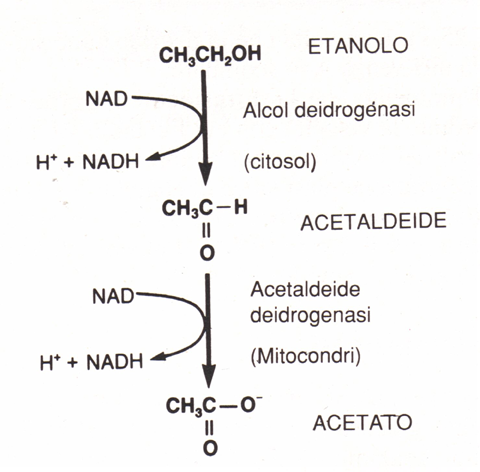 CH₃CH₂OH ETANOLO
NAD
Alcol deidrogénasi
H⁺ + NADH (citosol)
CH₃C–H
ACETALDEIDE
O
NAD
Acetaldeide
deidrogenasi
H⁺ + NADH (Mitocondri)
CH₃C–O⁻
ACETATO
O